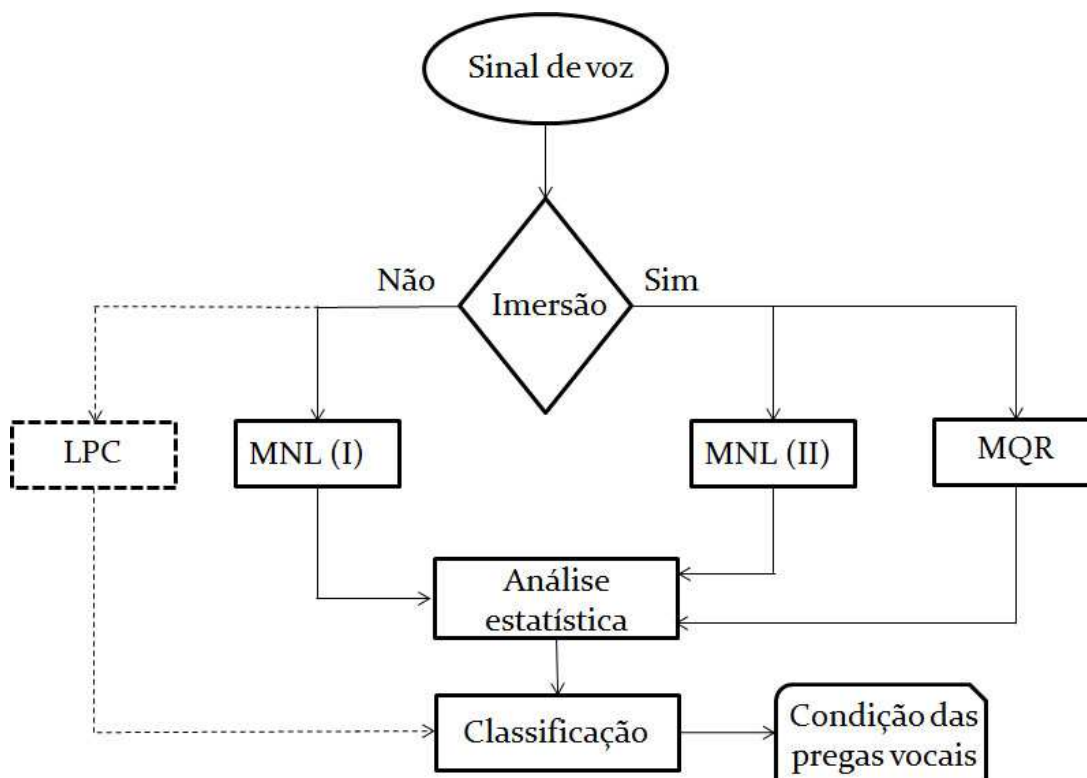 Sinal de voz
Não
Sim
Imersão
LPC
MNL (I)
MNL (II)
MQR
Análise
estatística
Classificação
Condição das
pregas vocais